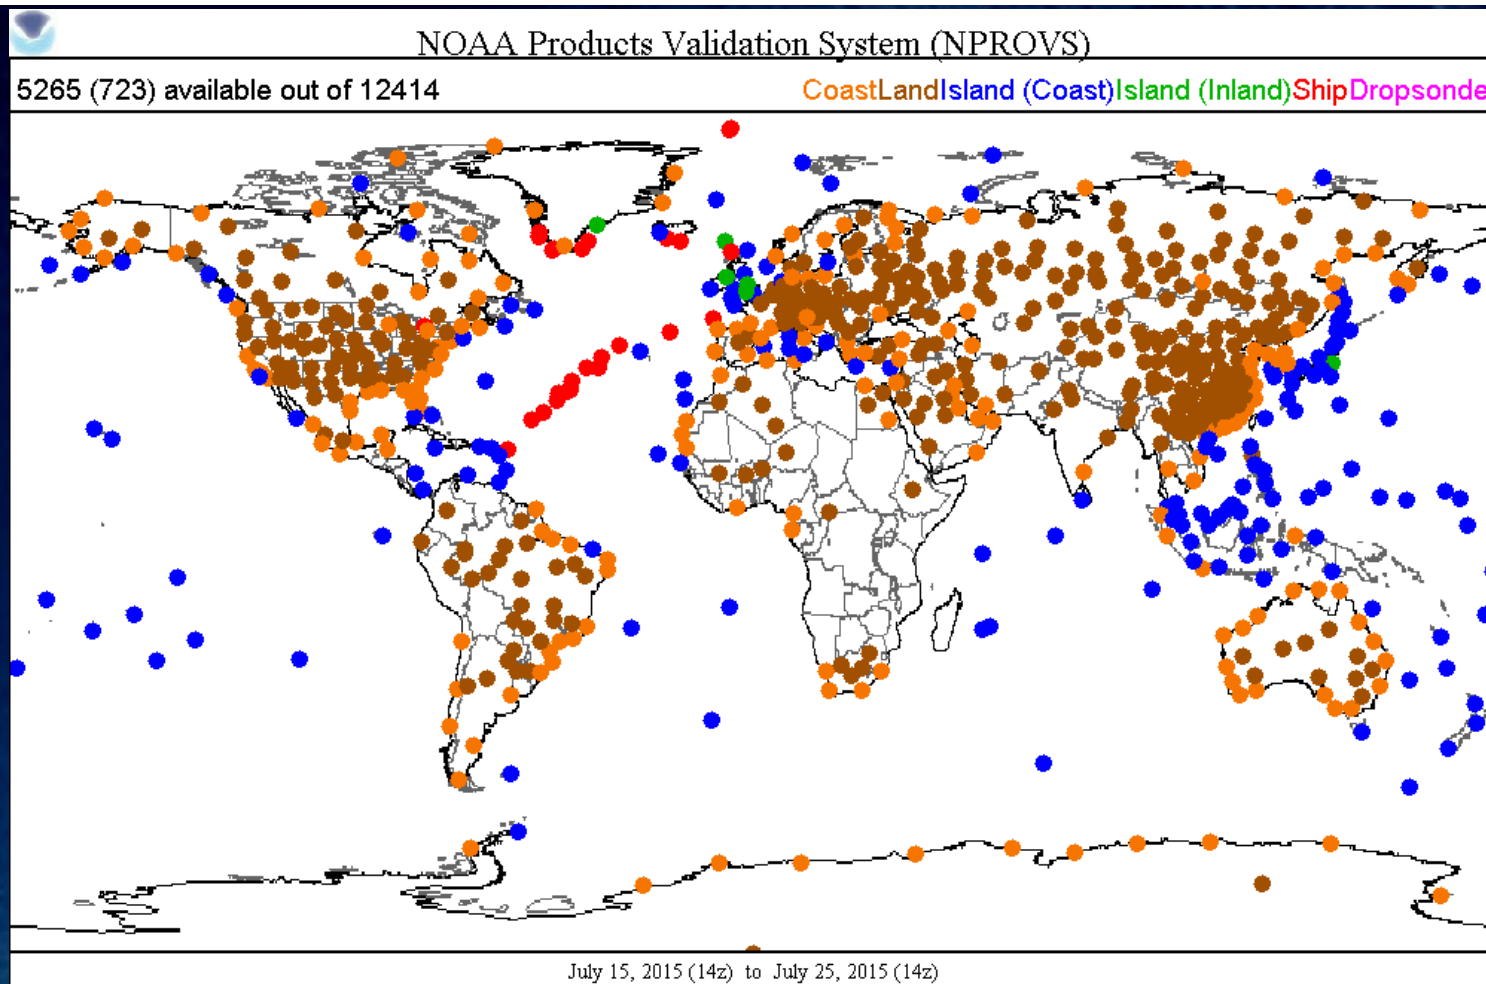 NOAA Products Validation System (NPROVS)
5265 (723) available out of 12414
CoastLandIsland (Coast)Island (Inland)ShipDropsonde
July 15, 2015 (14z) to July 25, 2015 (14z)